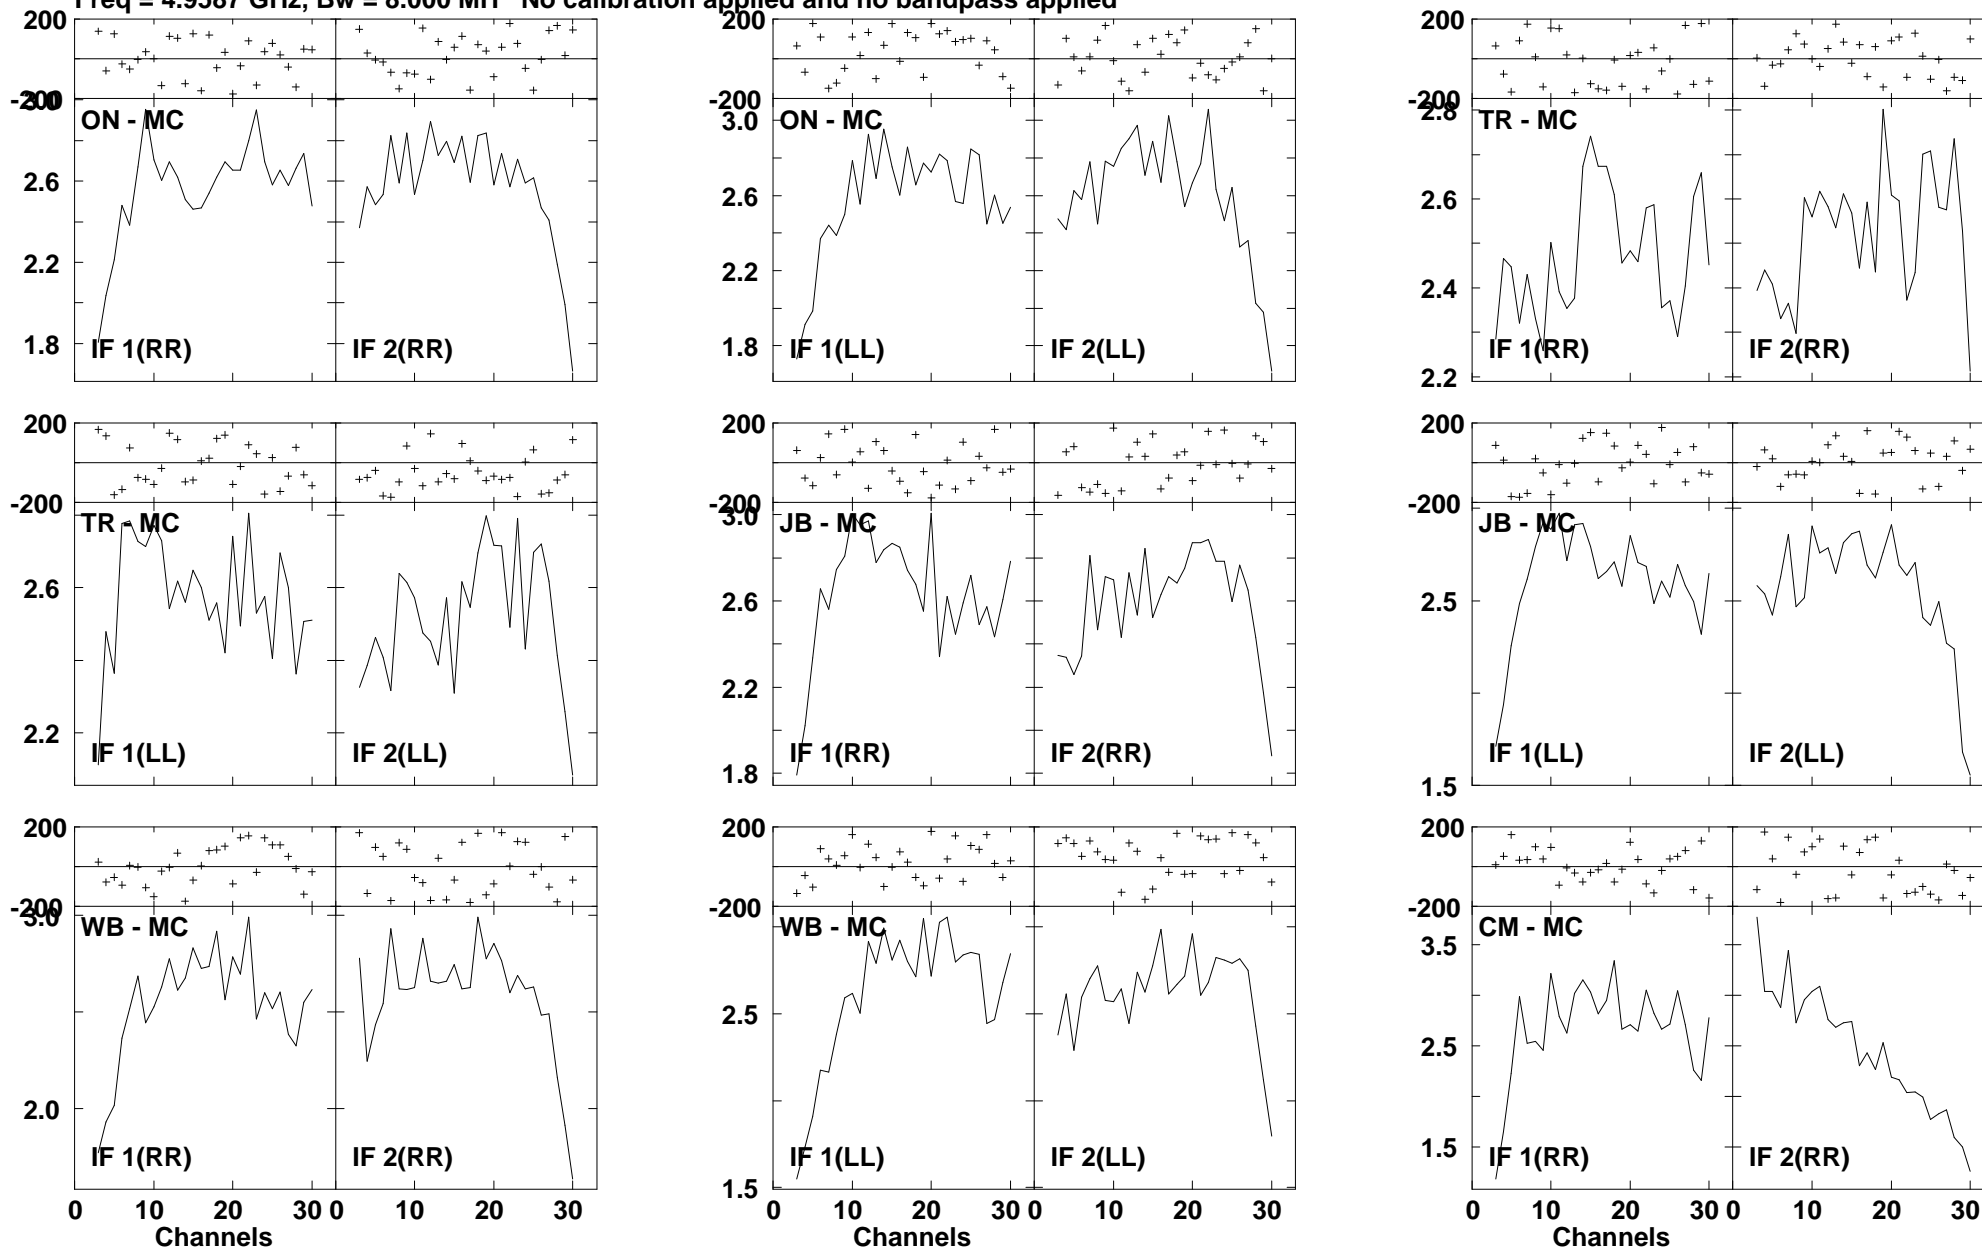 Freq = 4.9587 GHz, Bw = 8.000 MH No calibration applied and no bandpass applied
200 200 200
-200 -200 -200
3.0 ON - MC 3.0 ON - MC 2.8 TR - MC
2.6 2.6 2.6
2.2 2.2 2.4
1.8 IF 1(RR) IF 2(RR) 1.8 IF 1(LL) IF 2(LL) IF 1(RR) IF 2(RR)
2.2
200 200 200
-200 -200 -200
TR - MC 3.0 JB - MC JB - MC
2.6 2.6 2.5
2.2 2.2
IF 1(LL) IF 2(LL) 1.8 IF 1(RR) IF 2(RR) IF 1(LL) IF 2(LL)
1.5
200 200 200
-200 -200 -200
3.0 WB - MC WB - MC CM - MC
3.5
2.5 2.5
2.0
IF 1(RR) IF 2(RR) IF 1(LL) IF 2(LL) 1.5 IF 1(RR) IF 2(RR)
1.5
0 10 20 30 0 10 20 30 0 10 20 30 0 10 20 30 0 10 20 30 0 10 20 30
Channels Channels Channels